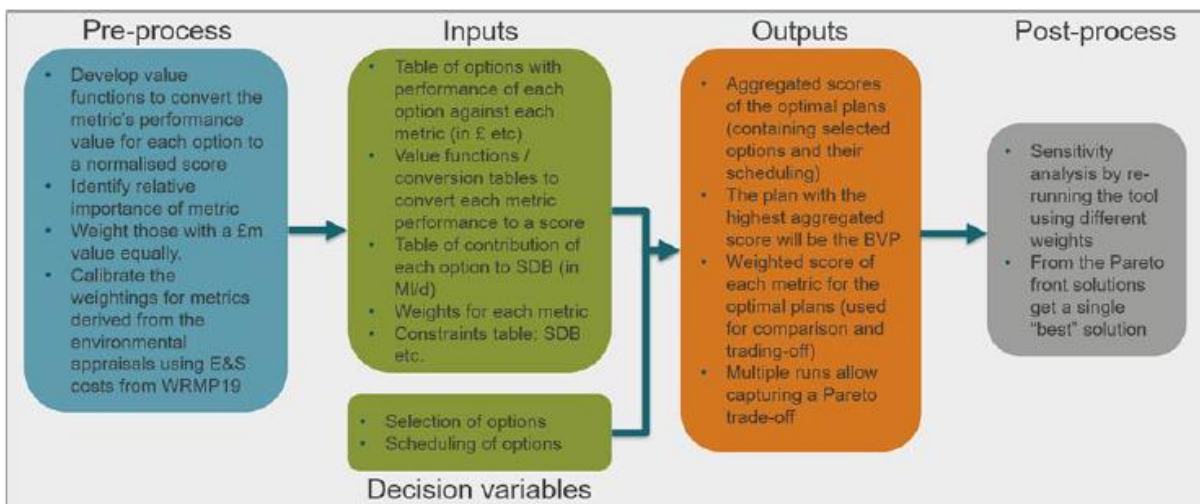 Pre-process
• Develop value
functions to convert the
metric's performance
value for each option to
a normalised score
• Identify relative
importance of metric
• Weight those with a £m
value equally.
• Calibrate the
weightings for metrics
derived from the
environmental
appraisals using E&S
costs from WRMP19
Inputs
• Table of options with
performance of each
option against each
metric (in £ etc)
• Value functions /
conversion tables to
convert each metric
performance to a score
• Table of contribution of
each option to SDB (in
Ml/d)
• Weights for each metric
• Constraints table: SDB
etc.
• Selection of options
• Scheduling of options
Decision variables
Outputs
• Aggregated scores
of the optimal plans
(containing selected
options and their
scheduling)
• The plan with the
highest aggregated
score will be the BVP
• Weighted score of
each metric for the
optimal plans (used
for comparison and
trading-off)
• Multiple runs allow
capturing a Pareto
trade-off
Post-process
• Sensitivity
analysis by re-
running the tool
using different
weights
• From the Pareto
front solutions
get a single
“best” solution